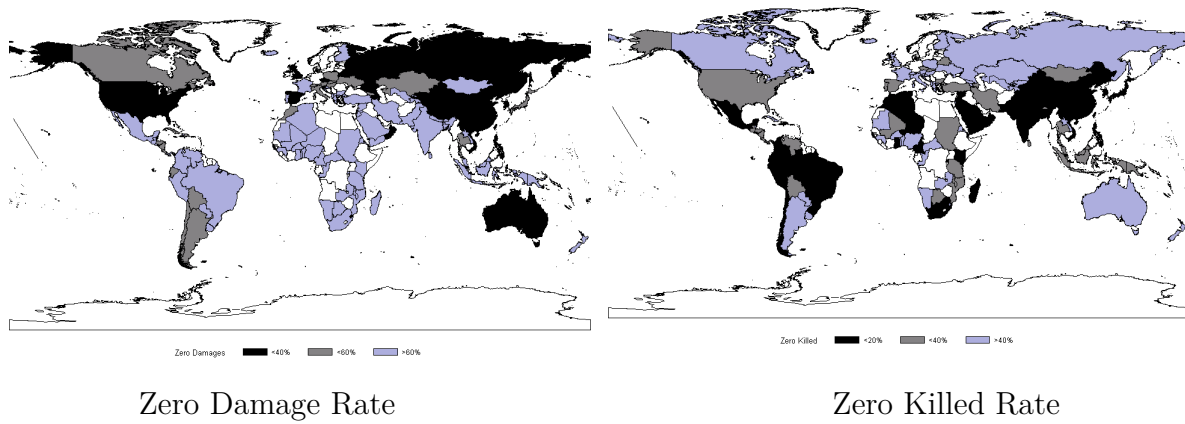 Zero Damages <40% <60% >60%
Zero Killed <20% <40% >40%
Zero Damage Rate
Zero Killed Rate